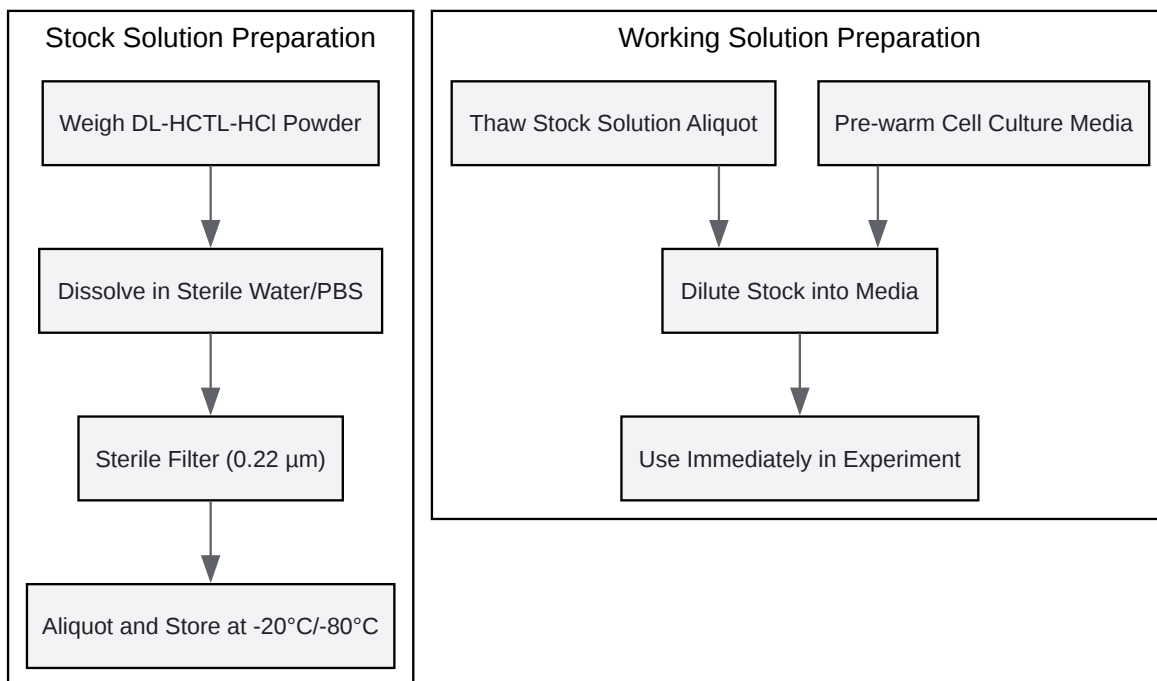 Stock Solution Preparation
Weigh DL-HCTL-HCl Powder
Dissolve in Sterile Water/PBS
Sterile Filter (0.22 µm)
Aliquot and Store at -20°C/-80°C
Working Solution Preparation
Thaw Stock Solution Aliquot
Pre-warm Cell Culture Media
Dilute Stock into Media
Use Immediately in Experiment